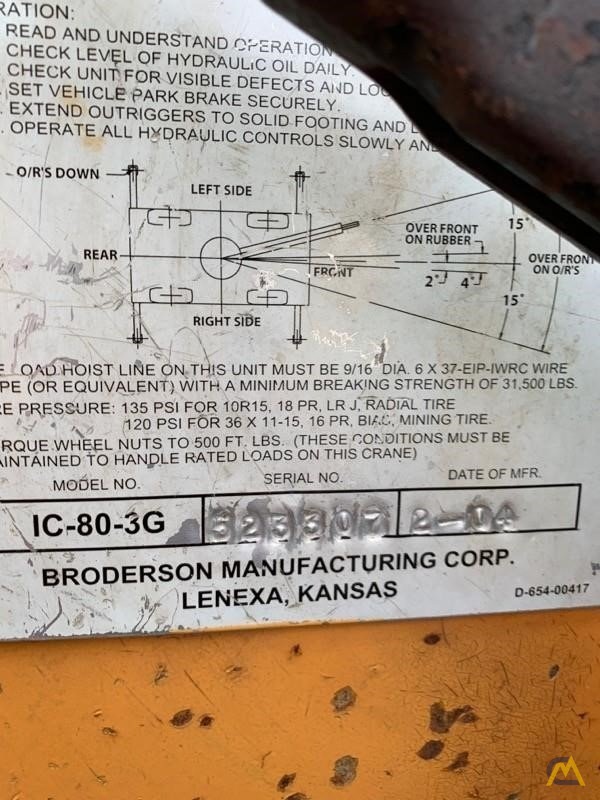 RATION:
READ AND UNDERSTAND OPERATION
. CHECK LEVEL OF HYDRAULIC OIL DAILY.
. CHECK UNIT FOR VISIBLE DEFECTS AND
. SET VEHICLE PARK BRAKE SECURELY.
. EXTEND OUTRIGGERS TO SOLID FOOTING AND
. OPERATE ALL HYDRAULIC CONTROLS SLOWLY AND
O/R'S DOWN
LEFT SIDE
REAR
FRONT
RIGHT SIDE
OVER FRONT
ON RUBBER
2°
4°
15°
15°
OVER FRONT
ON O/R'S
LOAD HOIST LINE ON THIS UNIT MUST BE 9/16" DIA. 6 X 37-EIP-IWRC WIRE
PE (OR EQUIVALENT) WITH A MINIMUM BREAKING STRENGTH OF 31,500 LBS.
RE PRESSURE: 135 PSI FOR 10R15, 18 PR, LR J, RADIAL TIRE
120 PSI FOR 36 X 11-15, 16 PR, BIAS, MINING TIRE.
RQUE WHEEL NUTS TO 500 FT. LBS. (THESE CONDITIONS MUST BE
AINTAINED TO HANDLE RATED LOADS ON THIS CRANE)
MODEL NO.
SERIAL NO.
DATE OF MFR.
IC-80-3G
323307
2-04
BRODERSON MANUFACTURING CORP.
LENEXA, KANSAS
D-654-00417